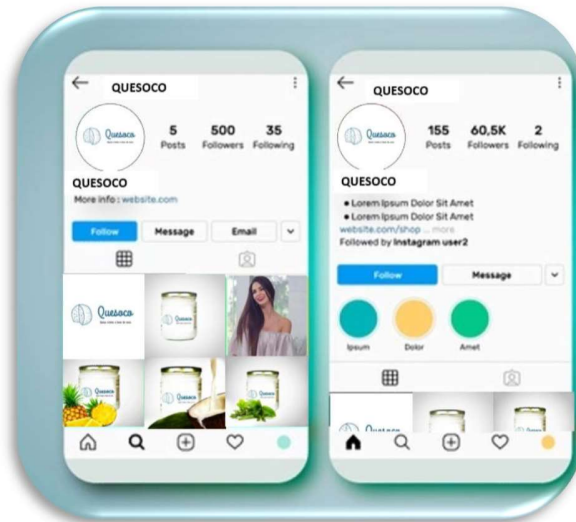 QUESOCO
Quesoco
5 500 35
Posts Followers Following
QUESOCO
More info : website.com
Follow Message Email
Quesoco
Quesoco
Quesoco
Quesoco
Quesoco
QUESOCO
Quesoco
155 60,5K 2
Posts Followers Following
QUESOCO
• Lorem Ipsum Dolor Sit Amet
• Lorem Ipsum Dolor Sit Amet
website.com/shop ... more
Followed by Instagram user2
Follow Message
Ipsum Dolor Amet
Quesoco